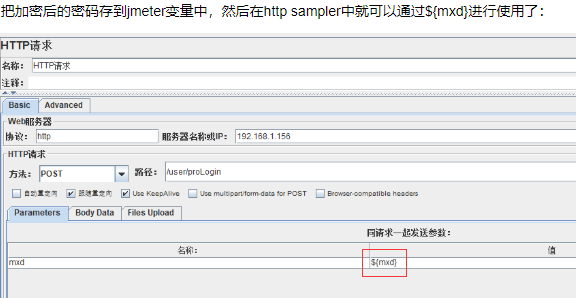 把加密后的密码存到jmeter变量中，然后在http sampler中就可以通过${mxd}进行使用了：
HTTP请求
名称： HTTP请求
注释：
Basic Advanced
Web服务器
协议： http 服务器名称或IP： 192.168.1.156
HTTP请求
方法： POST 路径： /user/proLogin
自动重定向 跟随重定向 Use KeepAlive Use multipart/form-data for POST Browser-compatible headers
Parameters Body Data Files Upload
同请求一起发送参数：
名称： 值
mxd ${mxd}